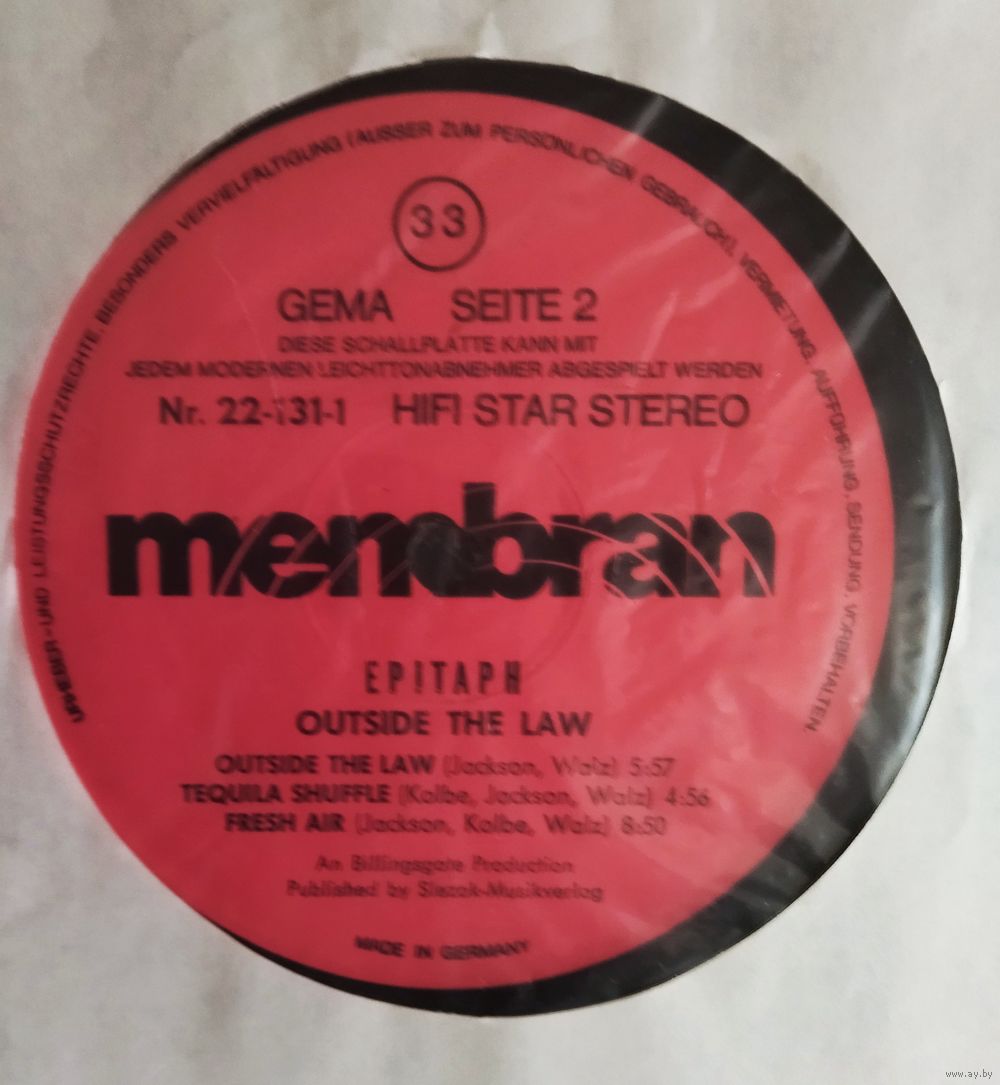 URHEBER- UND LEISTUNGSSCHUTZRECHTE, BESONDERS VERVIELFÄLTIGUNG (AUSSER ZUM PERSÖNLICHEN GEBRAUCH), VERMIETUNG, AUFFÜHRUNG, SENDUNG, VORBEHALTEN.
33
GEMA SEITE 2
DIESE SCHALLPLATTE KANN MIT
JEDEM MODERNEN LEICHTTONABNEHMER ABGESPIELT WERDEN
Nr. 22-131-1 HIFI STAR STEREO
membran
EPITAPH
OUTSIDE THE LAW
OUTSIDE THE LAW (Jackson, Walz) 5:57
TEQUILA SHUFFLE (Kolbe, Jackson, Walz) 4:56
FRESH AIR (Jackson, Kolbe, Walz) 8:50
An Billingsgate Production
Published by Slezak-Musikverlag
MADE IN GERMANY
www.ay.by